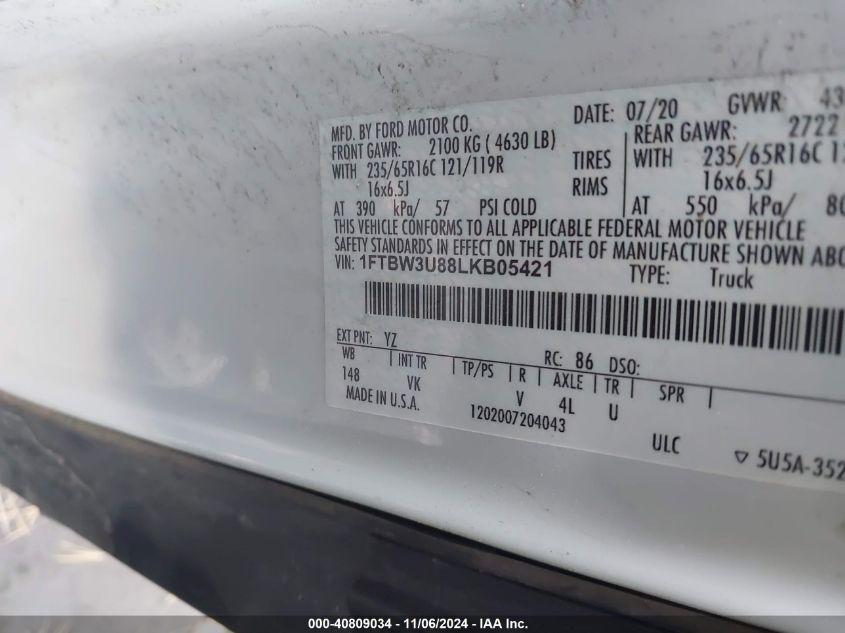 MFD. BY FORD MOTOR CO.
DATE: 07/20 GVWR: 43
FRONT GAWR: 2100 KG ( 4630 LB)
REAR GAWR: 2722
WITH 235/65R16C 121/119R TIRES WITH 235/65R16C 12
16x6.5J RIMS 16x6.5J
AT 390 kPa/ 57 PSI COLD AT 550 kPa/ 80
THIS VEHICLE CONFORMS TO ALL APPLICABLE FEDERAL MOTOR VEHICLE
SAFETY STANDARDS IN EFFECT ON THE DATE OF MANUFACTURE SHOWN ABO
VIN: 1FTBW3U88LKB05421 TYPE: Truck
EXT PNT: YZ RC: 86 DSO:
WB INT TR TP/PS R AXLE TR SPR
148 VK V 4L U
MADE IN U.S.A. 1202007204043
ULC 5U5A-352
000-40809034 - 11/06/2024 - IAA Inc.